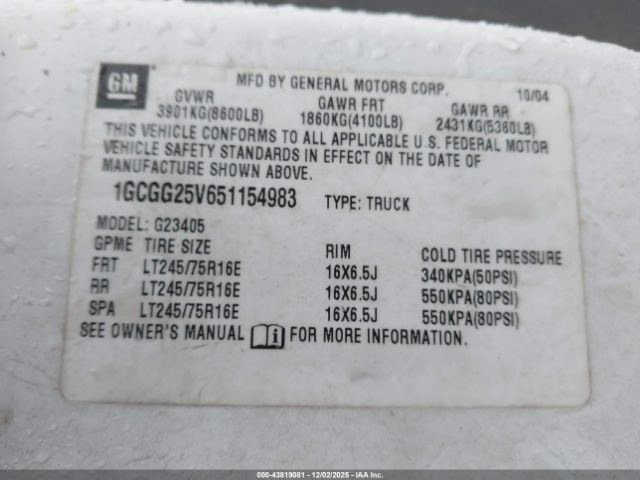 GM
MFD BY GENERAL MOTORS CORP. 10/04
GVWR GAWR FRT GAWR RR
3901KG(8600LB) 1860KG(4100LB) 2431KG(5360LB)
THIS VEHICLE CONFORMS TO ALL APPLICABLE U.S. FEDERAL MOTOR
VEHICLE SAFETY STANDARDS IN EFFECT ON THE DATE OF
MANUFACTURE SHOWN ABOVE.
1GCGG25V651154983 TYPE: TRUCK
MODEL: G23405
GPME TIRE SIZE RIM COLD TIRE PRESSURE
FRT LT245/75R16E 16X6.5J 340KPA(50PSI)
RR LT245/75R16E 16X6.5J 550KPA(80PSI)
SPA LT245/75R16E 16X6.5J 550KPA(80PSI)
SEE OWNER'S MANUAL i FOR MORE INFORMATION.
000-43819081 - 12/02/2025 - IAA Inc.